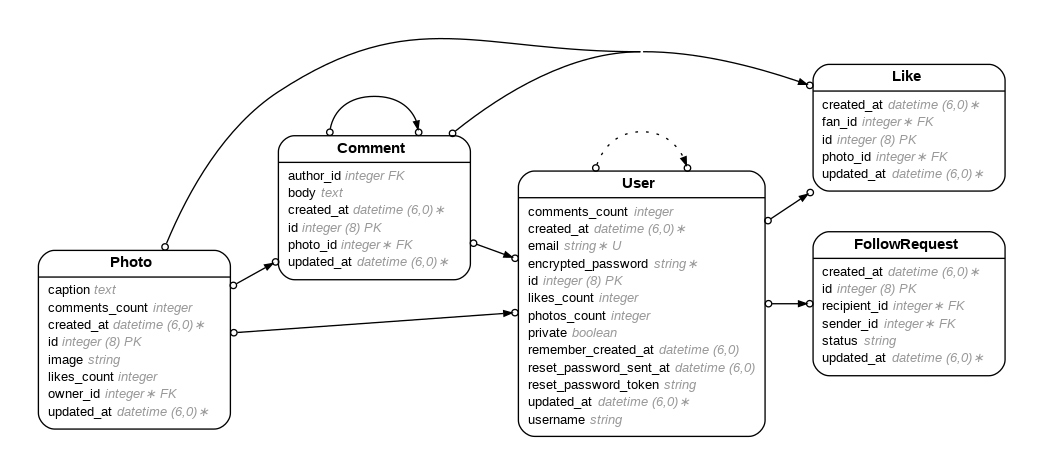 Like
created_at datetime (6,0)∗
fan_id integer∗ FK
id integer (8) PK
photo_id integer∗ FK
updated_at datetime (6,0)∗
Comment
author_id integer FK
body text
created_at datetime (6,0)∗
id integer (8) PK
photo_id integer∗ FK
updated_at datetime (6,0)∗
User
comments_count integer
created_at datetime (6,0)∗
email string∗ U
encrypted_password string∗
id integer (8) PK
likes_count integer
photos_count integer
private boolean
remember_created_at datetime (6,0)
reset_password_sent_at datetime (6,0)
reset_password_token string
updated_at datetime (6,0)∗
username string
FollowRequest
created_at datetime (6,0)∗
id integer (8) PK
recipient_id integer∗ FK
sender_id integer∗ FK
status string
updated_at datetime (6,0)∗
Photo
caption text
comments_count integer
created_at datetime (6,0)∗
id integer (8) PK
image string
likes_count integer
owner_id integer∗ FK
updated_at datetime (6,0)∗